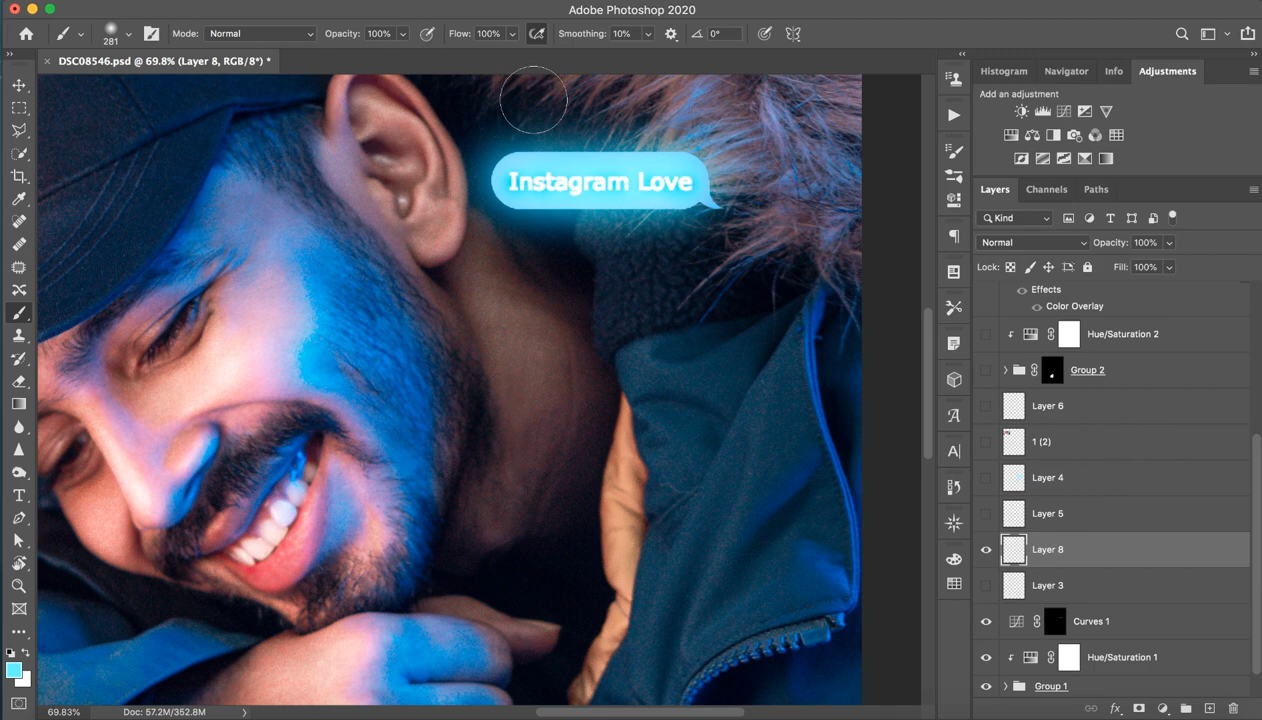 Adobe Photoshop 2020
281 Mode: Normal Opacity: 100% Flow: 100% Smoothing: 10% 0°
DSC08546.psd @ 69.8% (Layer 8, RGB/8*) *
Instagram Love
Histogram Navigator Info Adjustments
Add an adjustment
Layers Channels Paths
Kind
Normal Opacity: 100%
Lock: Fill: 100%
Effects
Color Overlay
Hue/Saturation 2
Group 2
Layer 6
1 (2)
Layer 4
Layer 5
Layer 8
Layer 3
Curves 1
Hue/Saturation 1
Group 1
69.83% Doc: 57.2M/352.8M